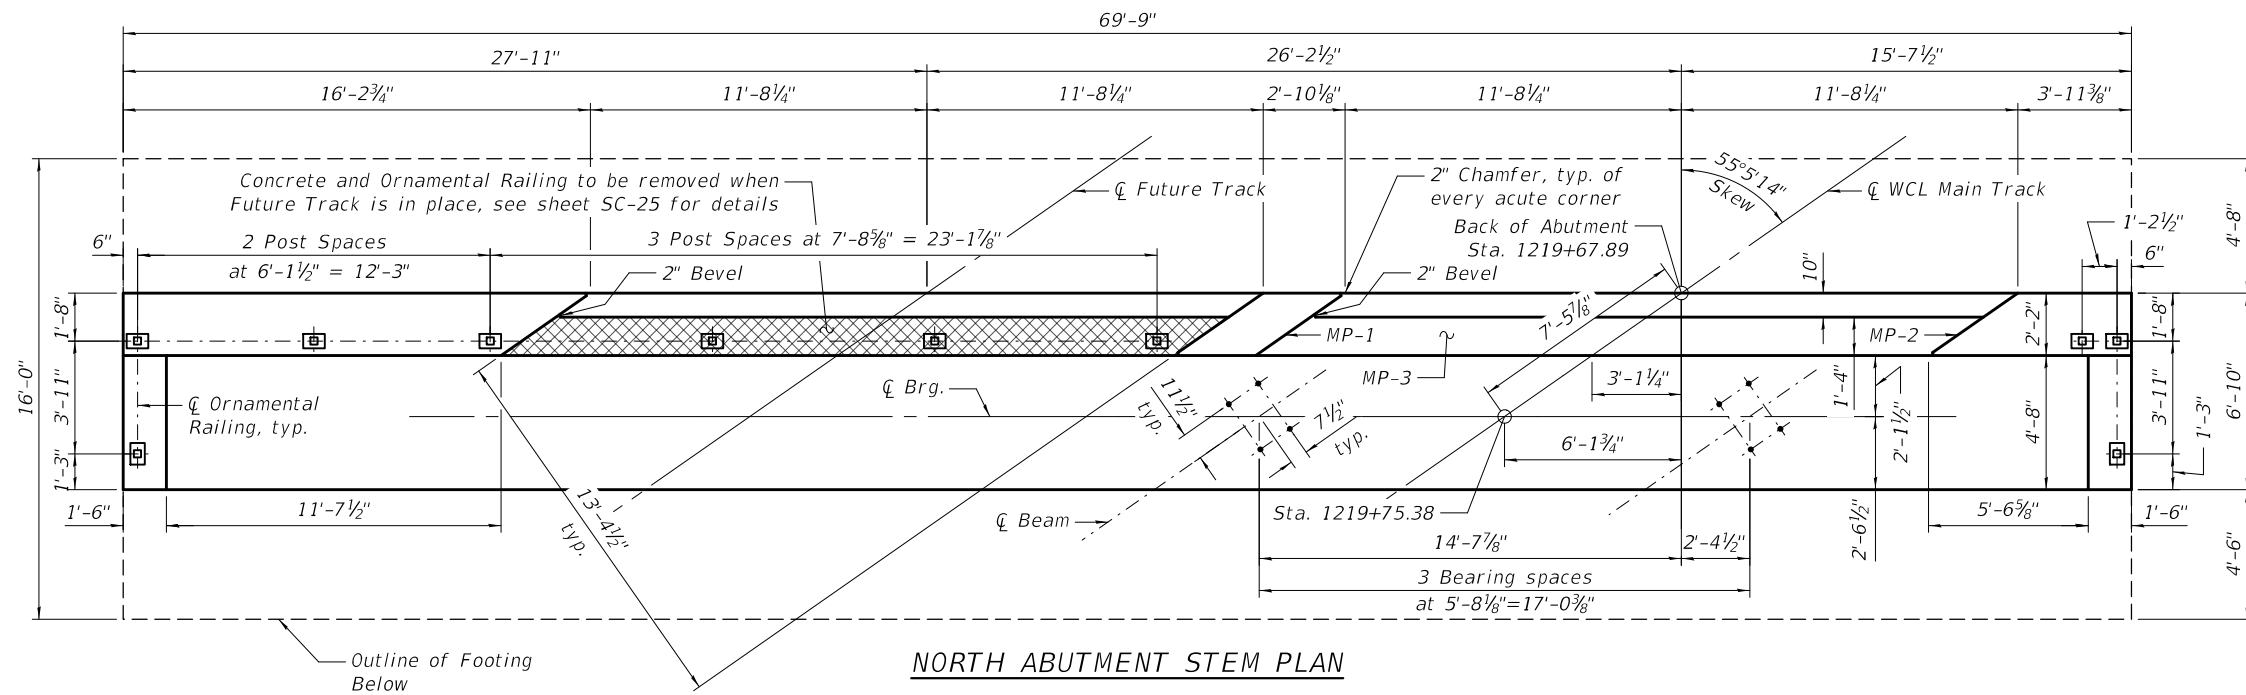 69'-9"
27'-11" 26'-2½" 15'-7½"
16'-2¾" 11'-8¼" 11'-8¼" 2'-10⅛" 11'-8¼" 11'-8¼" 3'-11⅜"
Concrete and Ornamental Railing to be removed when
Future Track is in place, see sheet SC-25 for details
℄ Future Track
2" Chamfer, typ. of
every acute corner
Back of Abutment
Sta. 1219+67.89
55°5'14"
Skew
℄ WCL Main Track
1'-2½"
6"
6"
2 Post Spaces
at 6'-1½" = 12'-3"
3 Post Spaces at 7'-8⅝" = 23'-1⅞"
2" Bevel
2" Bevel
10"
4'-8"
16'-0"
1'-8"
3'-11"
1'-3"
MP-1
MP-2
MP-3
7'-5⅞"
2'-2"
1'-8"
3'-11"
1'-3"
6'-10"
4'-6"
℄ Ornamental
Railing, typ.
℄ Brg.
11½"
typ.
7½"
typ.
3'-1¼"
1'-4"
6'-1¾"
2'-1½"
4'-8"
1'-6"
11'-7½"
13'-4½"
typ.
℄ Beam
Sta. 1219+75.38
2'-6½"
5'-6⅝"
1'-6"
14'-7⅞"
2'-4½"
3 Bearing spaces
at 5'-8⅛"=17'-0⅜"
Outline of Footing
Below
NORTH ABUTMENT STEM PLAN